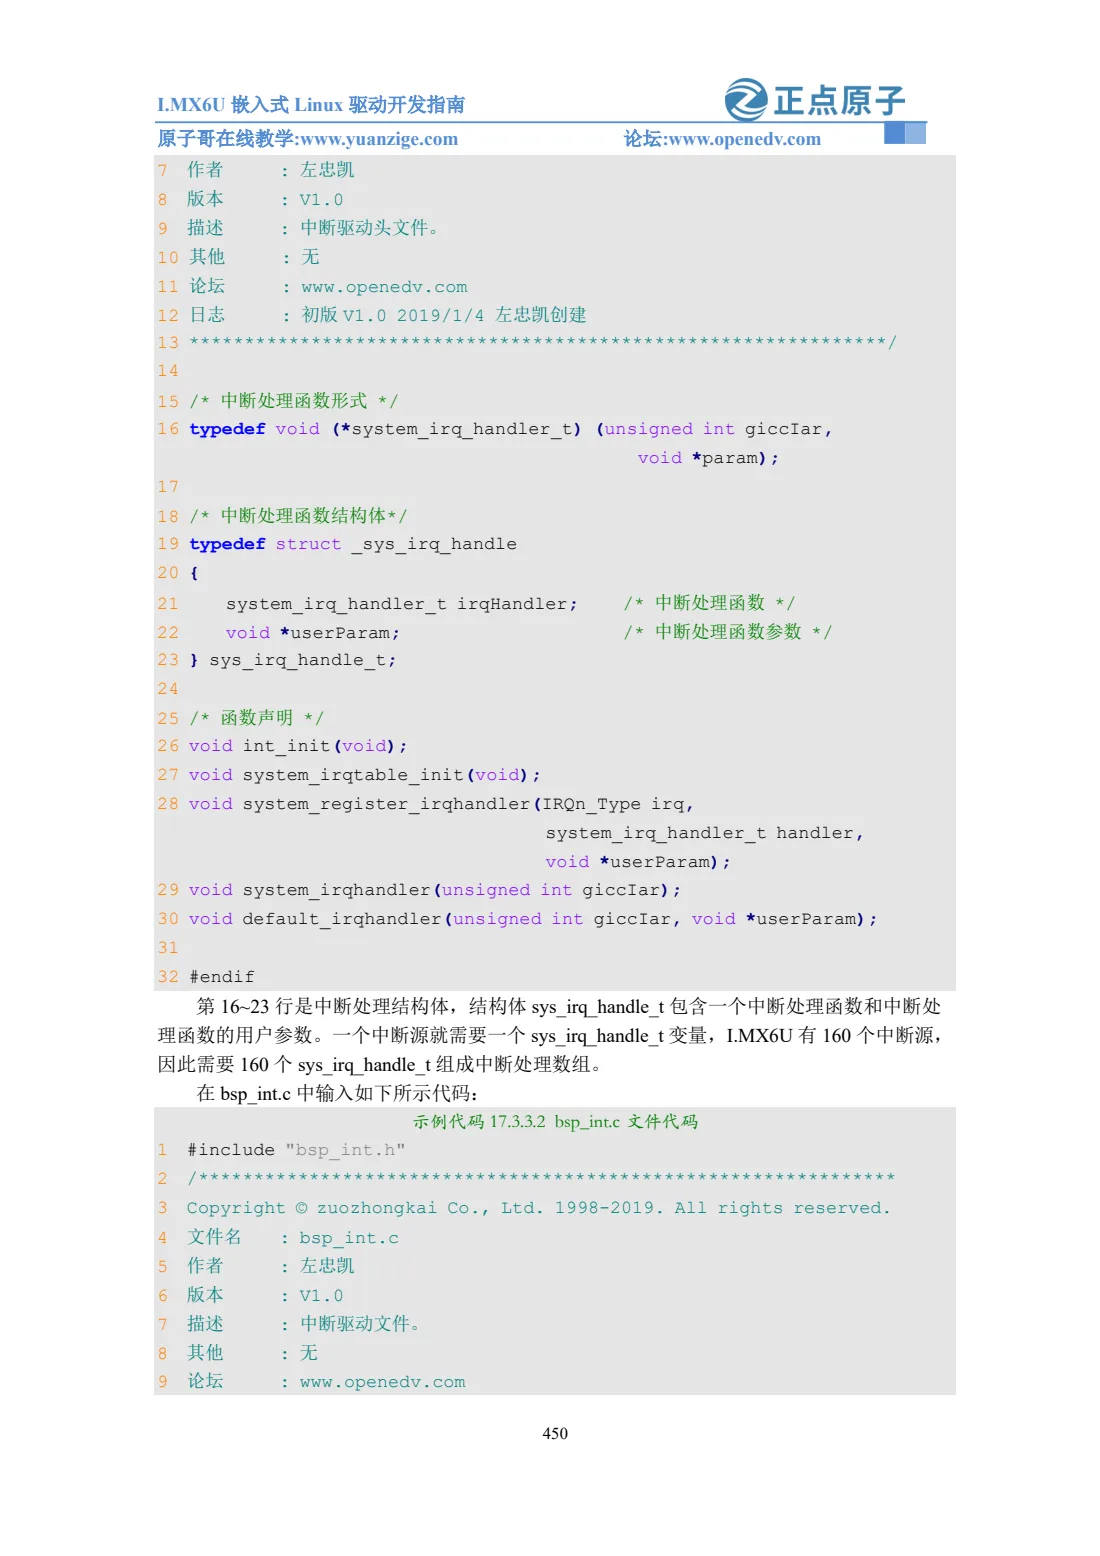 I.MX6U 嵌入式 Linux 驱动开发指南
正点原子
原子哥在线教学:www.yuanzige.com 论坛:www.openedv.com
7 作者 : 左忠凯
8 版本 : V1.0
9 描述 : 中断驱动头文件。
10 其他 : 无
11 论坛 : www.openedv.com
12 日志 : 初版 V1.0 2019/1/4 左忠凯创建
13 ***************************************************************/
14
15 /* 中断处理函数形式 */
16 typedef void (*system_irq_handler_t) (unsigned int giccIar,
void *param);
17
18 /* 中断处理函数结构体*/
19 typedef struct _sys_irq_handle
20 {
21 system_irq_handler_t irqHandler; /* 中断处理函数 */
22 void *userParam; /* 中断处理函数参数 */
23 } sys_irq_handle_t;
24
25 /* 函数声明 */
26 void int_init(void);
27 void system_irqtable_init(void);
28 void system_register_irqhandler(IRQn_Type irq,
system_irq_handler_t handler,
void *userParam);
29 void system_irqhandler(unsigned int giccIar);
30 void default_irqhandler(unsigned int giccIar, void *userParam);
31
32 #endif
第 16~23 行是中断处理结构体，结构体 sys_irq_handle_t 包含一个中断处理函数和中断处
理函数的用户参数。一个中断源就需要一个 sys_irq_handle_t 变量，I.MX6U 有 160 个中断源，
因此需要 160 个 sys_irq_handle_t 组成中断处理数组。
在 bsp_int.c 中输入如下所示代码：
示例代码 17.3.3.2 bsp_int.c 文件代码
1 #include "bsp_int.h"
2 /***************************************************************
3 Copyright © zuozhongkai Co., Ltd. 1998-2019. All rights reserved.
4 文件名 : bsp_int.c
5 作者 : 左忠凯
6 版本 : V1.0
7 描述 : 中断驱动文件。
8 其他 : 无
9 论坛 : www.openedv.com
450